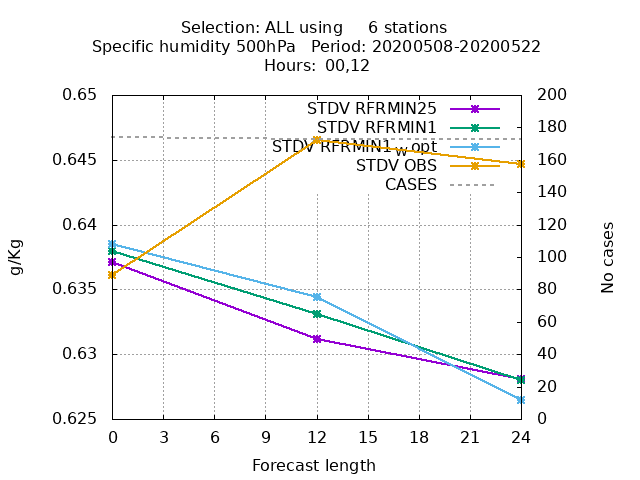 Selection: ALL using 6 stations
Specific humidity 500hPa Period: 20200508-20200522
Hours: 00,12
STDV RFRMIN25
STDV RFRMIN1
STDV RFRMIN1_wopt
STDV OBS
CASES
0.65
0.645
0.64
0.635
0.63
0.625
200
180
160
140
120
100
80
60
40
20
0
g/Kg
No cases
0 3 6 9 12 15 18 21 24
Forecast length